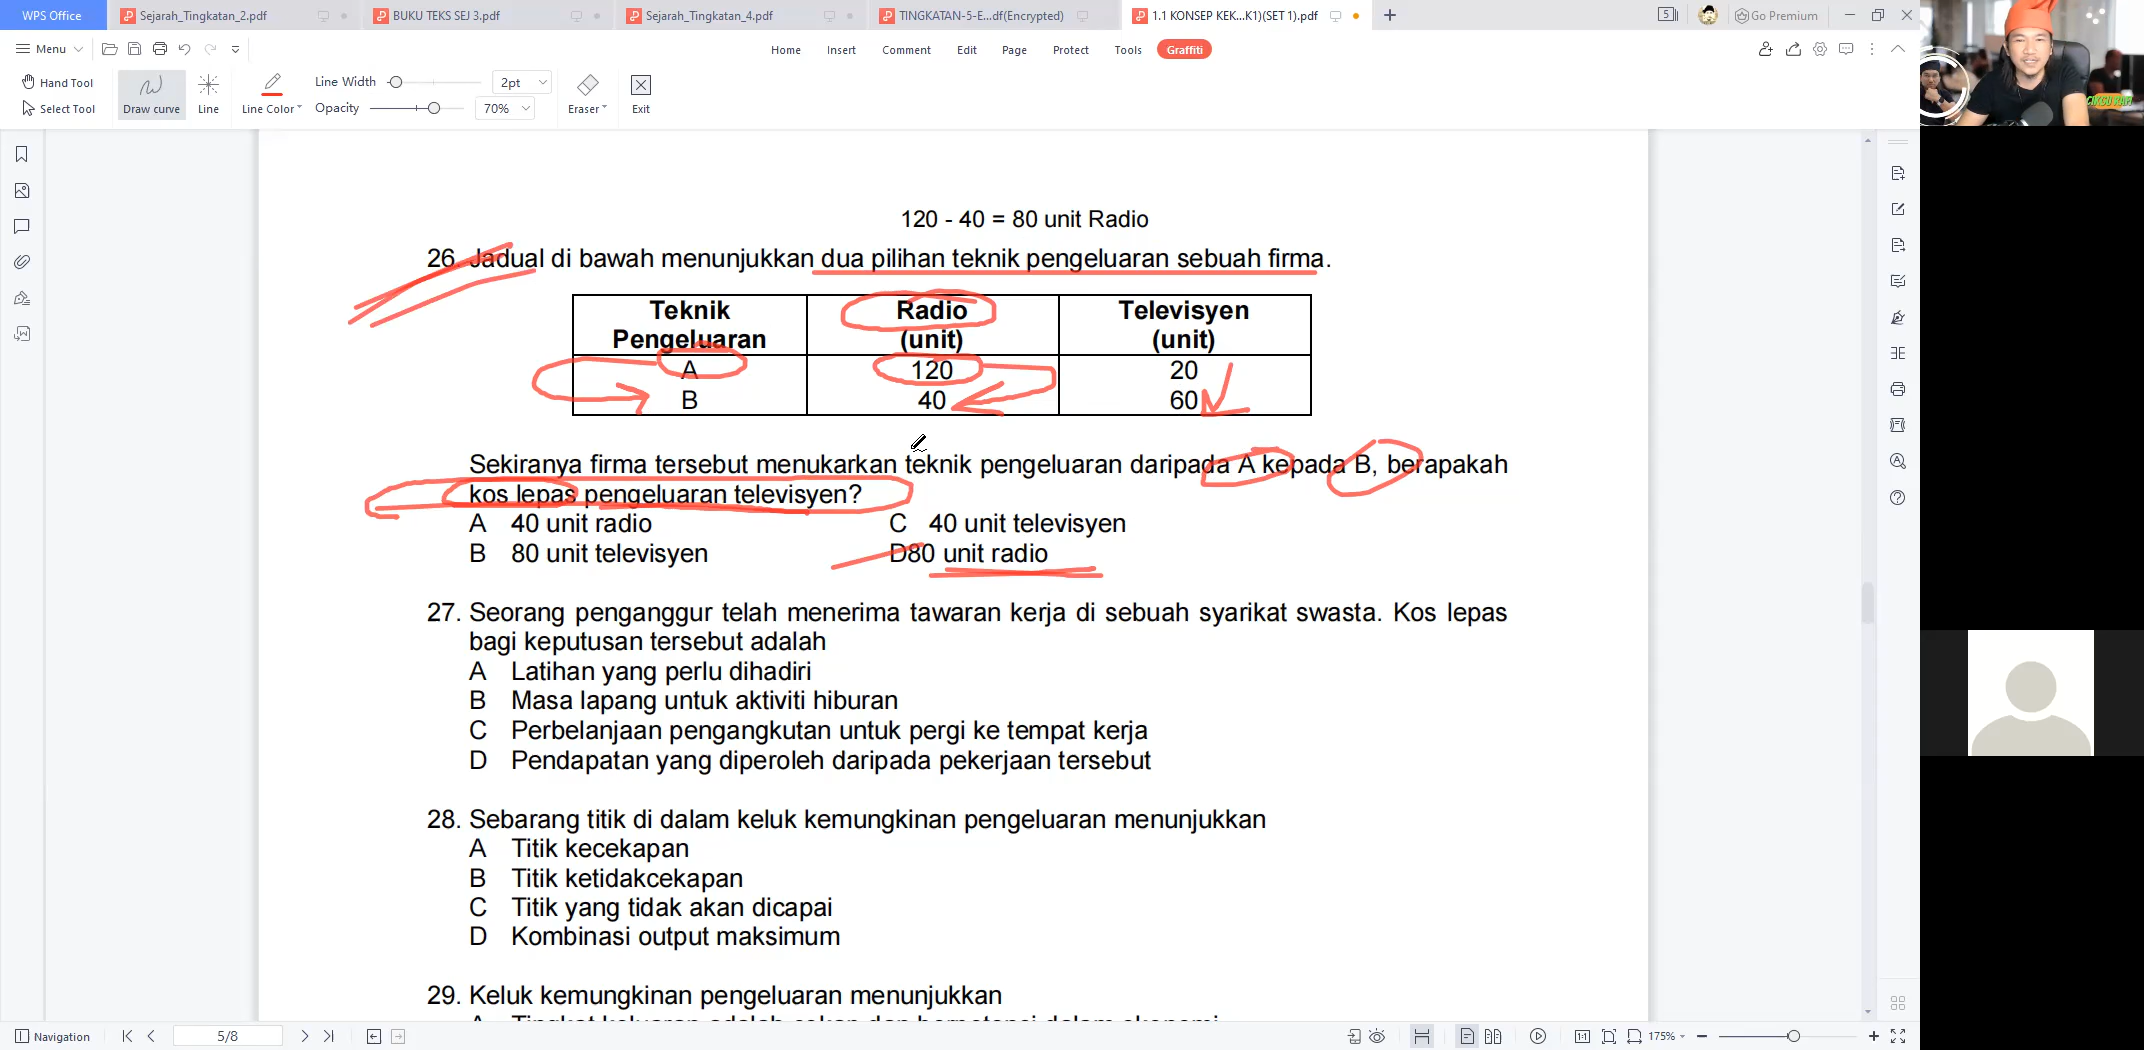 WPS Office
Sejarah_Tingkatan_2.pdf
BUKU TEKS SEJ 3.pdf
Sejarah_Tingkatan_4.pdf
TINGKATAN-5-E...df(Encrypted)
1.1 KONSEP KEK...K1)(SET 1).pdf
5
Go Premium
Menu
Home
Insert
Comment
Edit
Page
Protect
Tools
Graffiti
Hand Tool
Select Tool
Draw curve
Line
Line Color
Line Width
2pt
Opacity
70%
Eraser
Exit
120 - 40 = 80 unit Radio
26. Jadual di bawah menunjukkan dua pilihan teknik pengeluaran sebuah firma.
Teknik Pengeluaran Radio (unit) Televisyen (unit)
A 120 20
B 40 60
Sekiranya firma tersebut menukarkan teknik pengeluaran daripada A kepada B, berapakah
kos lepas pengeluaran televisyen?
A 40 unit radio C 40 unit televisyen
B 80 unit televisyen D80 unit radio
27. Seorang penganggur telah menerima tawaran kerja di sebuah syarikat swasta. Kos lepas
bagi keputusan tersebut adalah
A Latihan yang perlu dihadiri
B Masa lapang untuk aktiviti hiburan
C Perbelanjaan pengangkutan untuk pergi ke tempat kerja
D Pendapatan yang diperoleh daripada pekerjaan tersebut
28. Sebarang titik di dalam keluk kemungkinan pengeluaran menunjukkan
A Titik kecekapan
B Titik ketidakcekapan
C Titik yang tidak akan dicapai
D Kombinasi output maksimum
29. Keluk kemungkinan pengeluaran menunjukkan
Navigation
5/8
175%